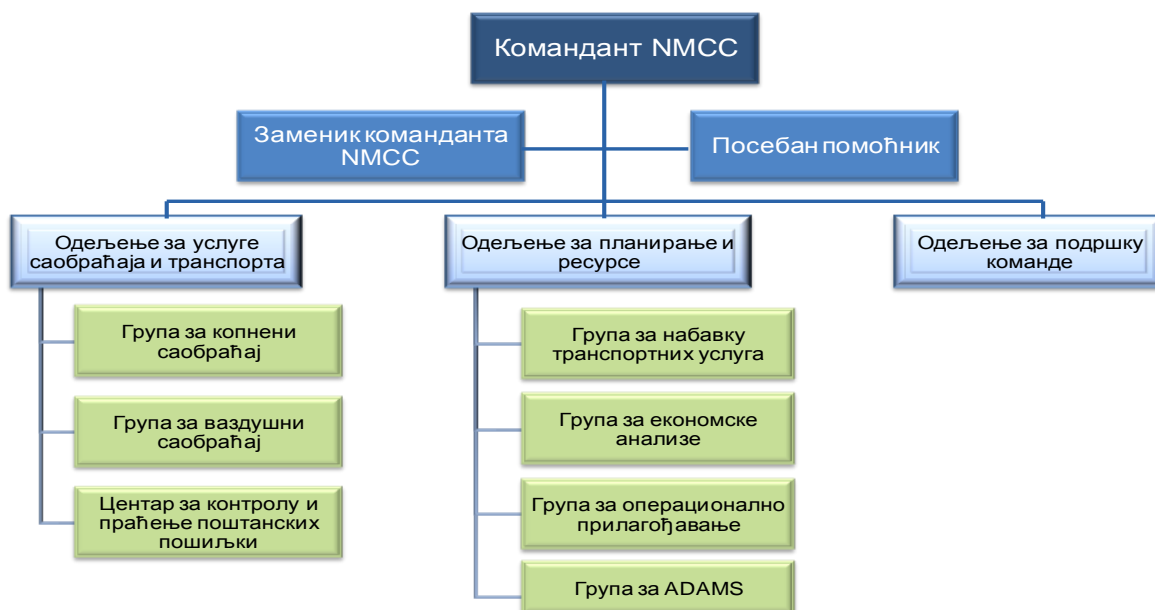 Командант NMCC
Заменик команданта
NMCC
Посебан помоћник
Одељење за услуге
саобраћаја и транспорта
Одељење за планирање и
ресурсе
Одељење за подршку
команде
Група за копнени
саобраћај
Група за ваздушни
саобраћај
Центар за контролу и
праћење поштанских
пошиљки
Група за набавку
транспортних услуга
Група за економске
анализе
Група за операционално
прилагођавање
Група за ADAMS